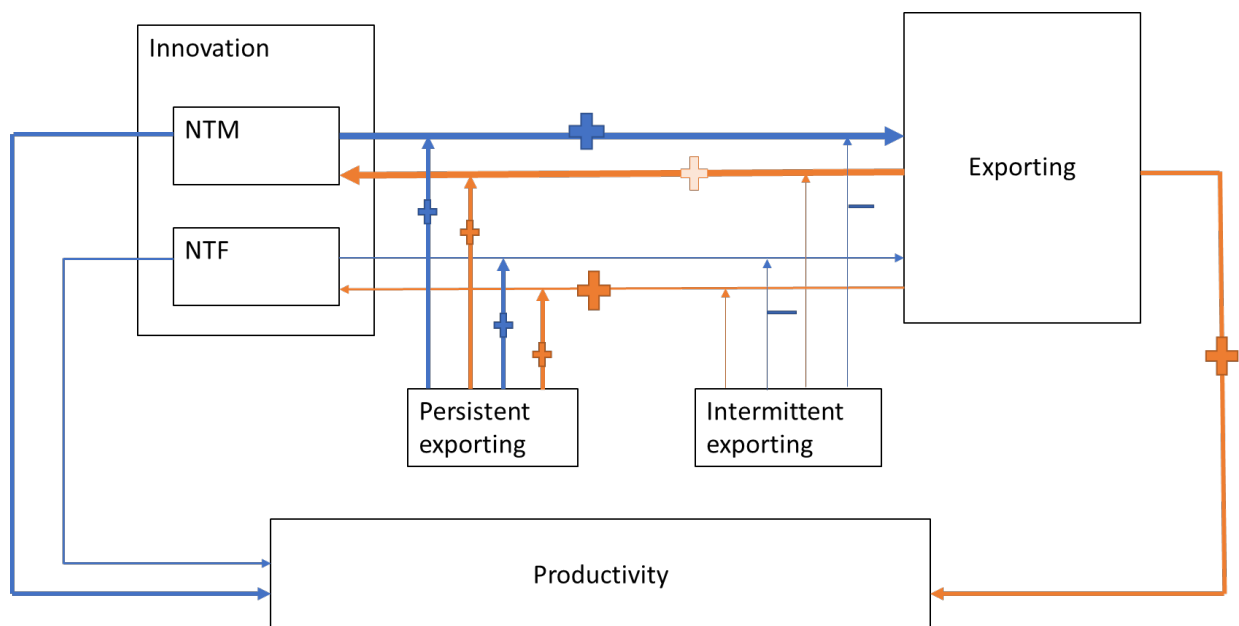 Innovation
NTM
Exporting
NTF
Persistent
exporting
Intermittent
exporting
Productivity